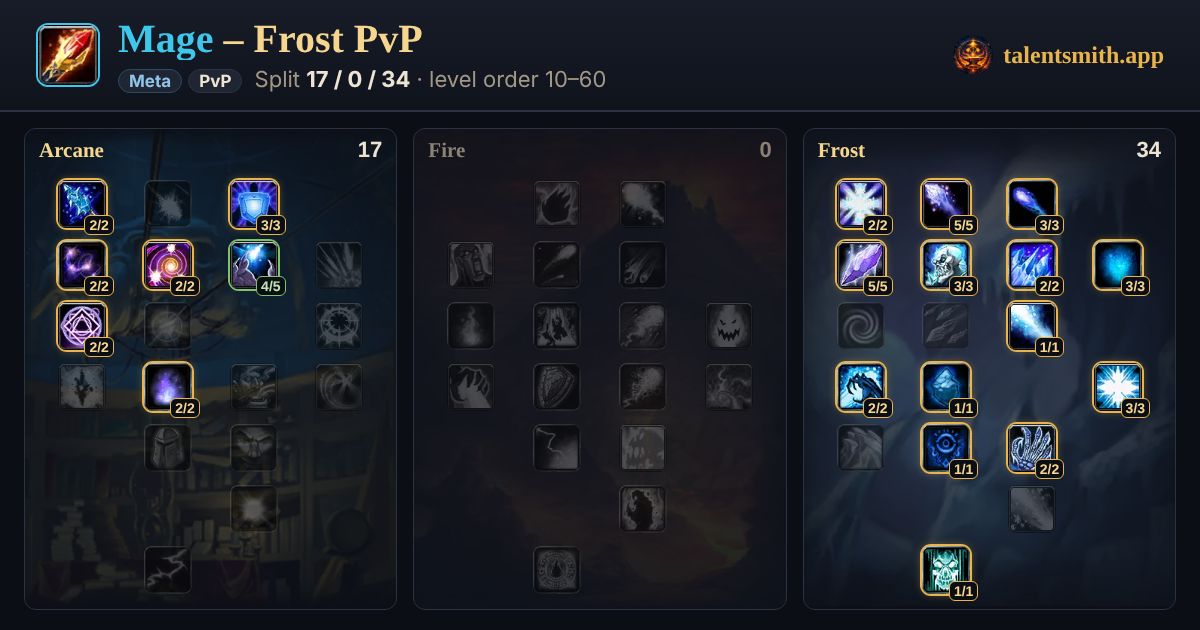 Mage – Frost PvP
Meta PvP Split 17 / 0 / 34 · level order 10–60
talentsmith.app
Arcane 17
2/2 3/3
2/2 2/2 4/5
2/2
2/2
Fire 0
Frost 34
2/2 5/5 3/3
5/5 3/3 2/2 3/3
1/1
2/2 1/1 3/3
1/1 2/2
1/1